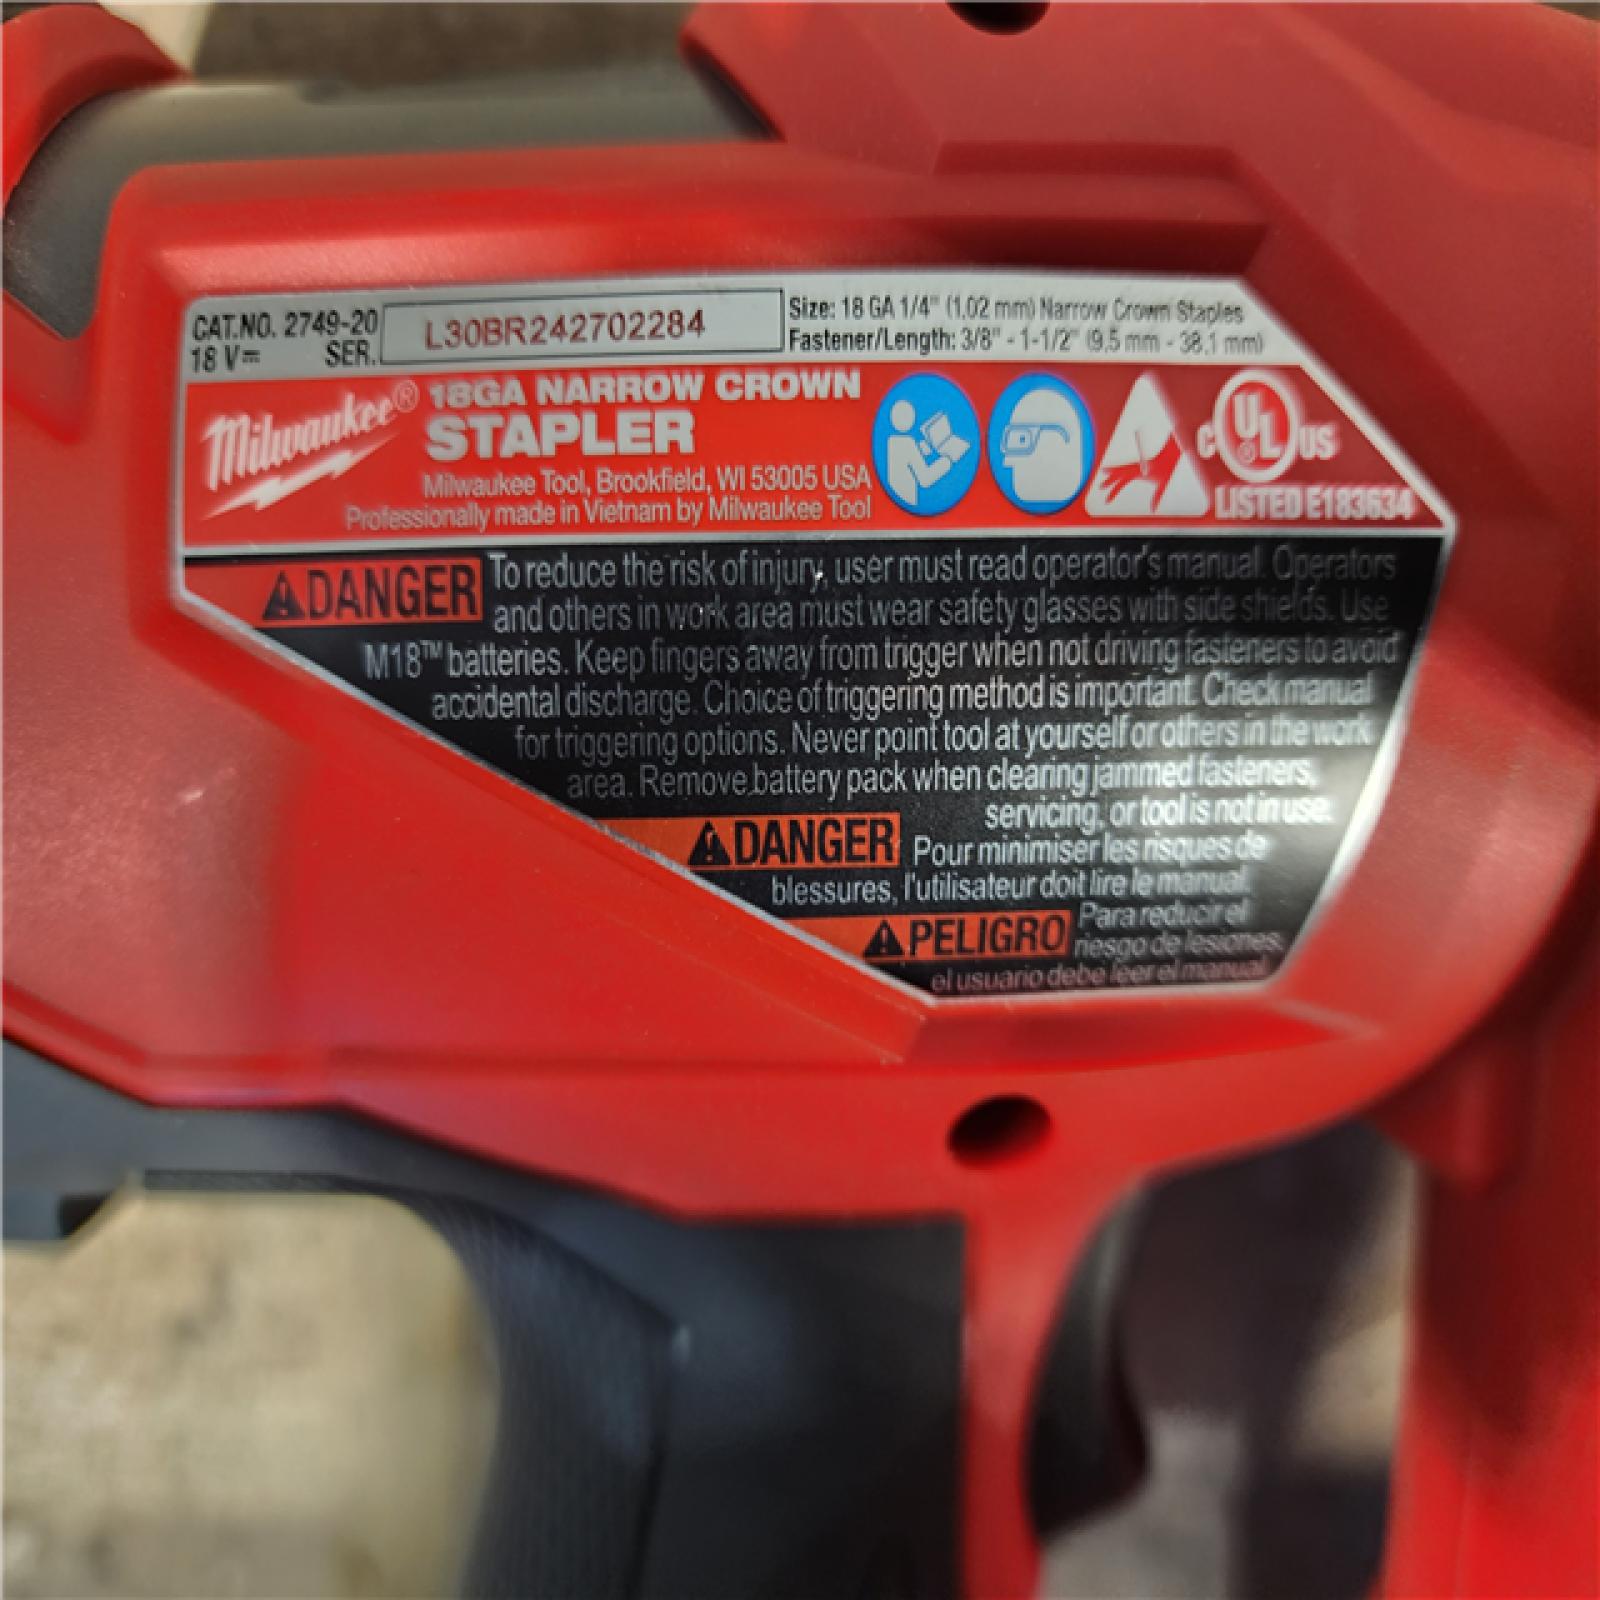 CAT.NO. 2749-20
18 V⎓ SER.
L30BR242702284
Size: 18 GA 1/4" (1.02 mm) Narrow Crown Staples
Fastener/Length: 3/8" - 1-1/2" (9.5 mm - 38.1 mm)
Milwaukee®
18GA NARROW CROWN
STAPLER
Milwaukee Tool, Brookfield, WI 53005 USA
Professionally made in Vietnam by Milwaukee Tool
C UL US
LISTED E183634
DANGER To reduce the risk of injury, user must read operator's manual. Operators
and others in work area must wear safety glasses with side shields. Use
M18™ batteries. Keep fingers away from trigger when not driving fasteners to avoid
accidental discharge. Choice of triggering method is important. Check manual
for triggering options. Never point tool at yourself or others in the work
area. Remove battery pack when clearing jammed fasteners,
servicing, or tool is not in use.
DANGER Pour minimiser les risques de
blessures, l'utilisateur doit lire le manual.
PELIGRO Para reducir el
riesgo de lesiones,
el usuario debe leer el manual.